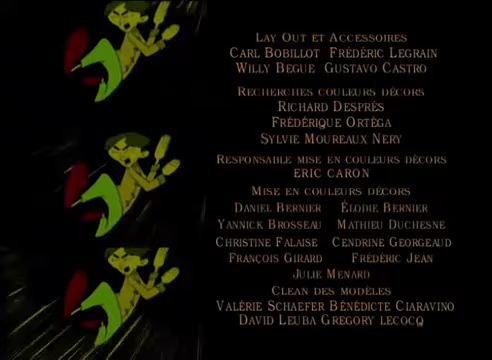 Lay Out et Accessoires
Carl Bobillot Frédéric Legrain
Willy Begue Gustavo Castro
Recherches couleurs décors
Richard Desprès
Frédérique Ortéga
Sylvie Moureaux Nery
Responsable mise en couleurs décors
ERIC CARON
Mise en couleurs décors
Daniel Bernier Élodie Bernier
Yannick Brosseau Mathieu Duchesne
Christine Falaise Cendrine Georgeaud
François Girard Frédéric Jean
Julie Menard
Clean des modèles
Valérie Schaefer Bénédicte Ciaravino
David Leuba Gregory lecocq